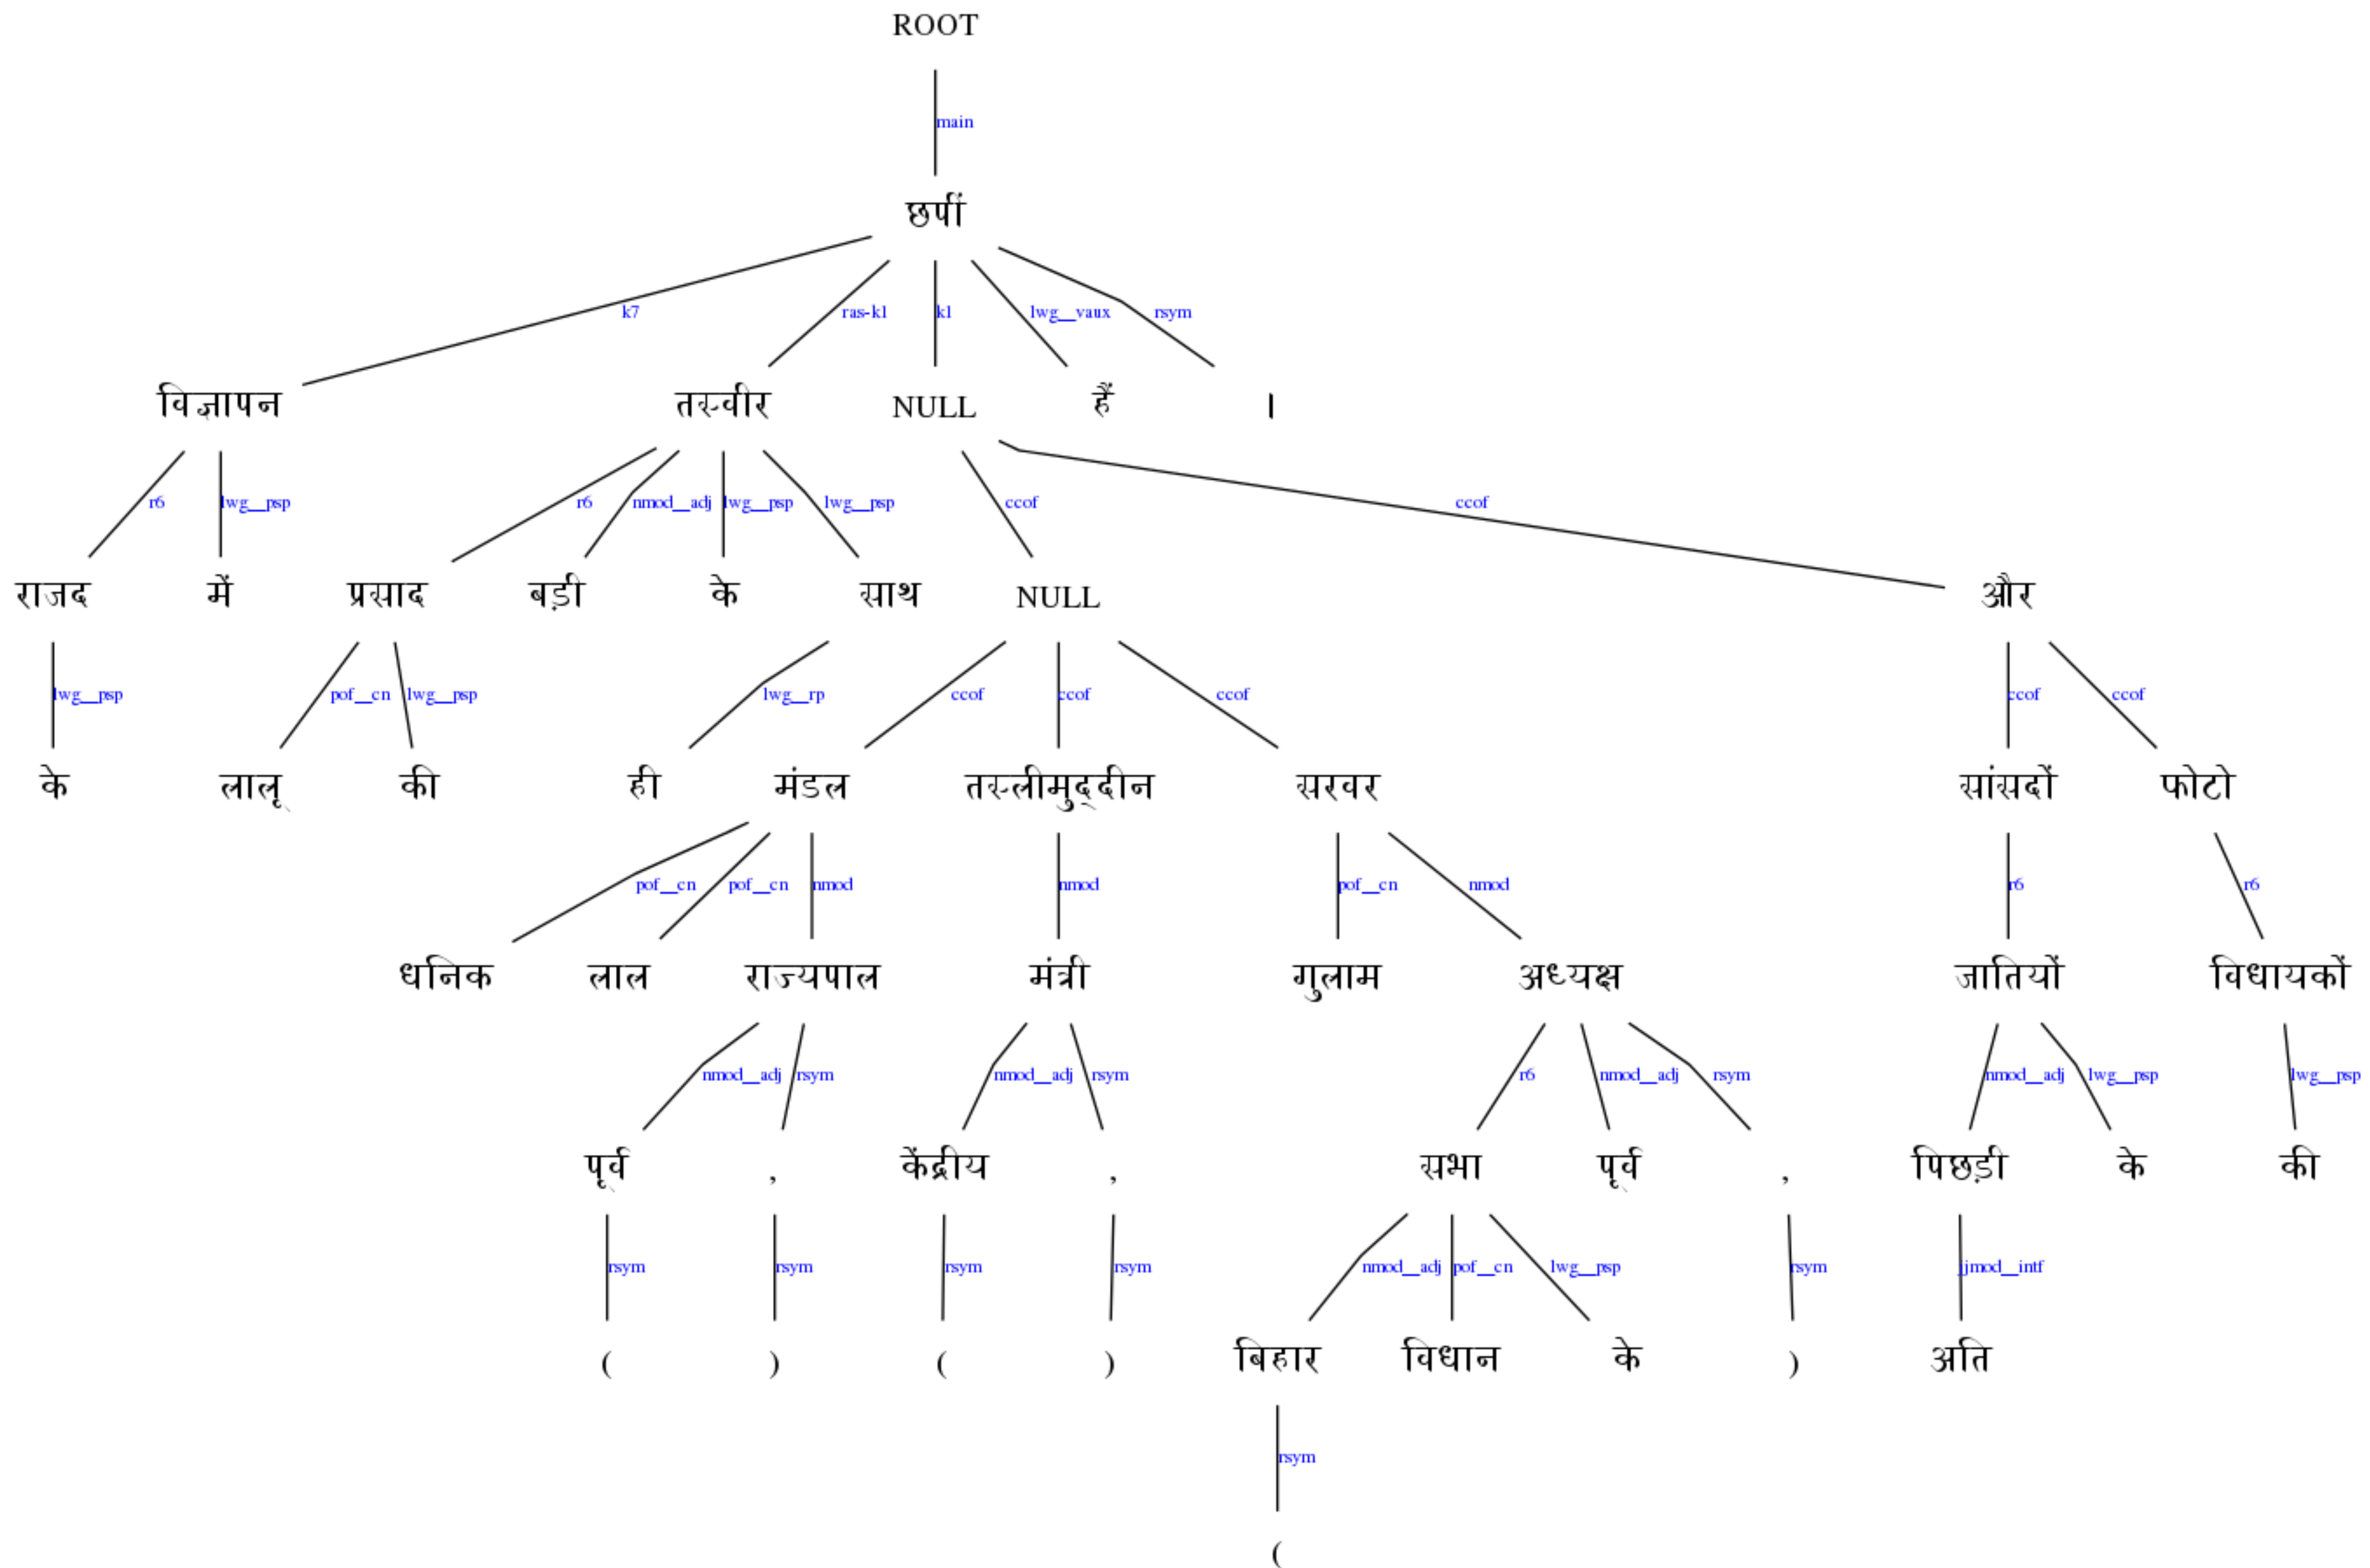 ROOT
main
छपीं
k7 ras-k1 k1 lwg__vaux rsym
विज्ञापन तस्वीर NULL हैं ।
r6 lwg__psp r6 nmod__adj lwg__psp lwg__psp ccof ccof
राजद में प्रसाद बड़ी के साथ NULL और
lwg__psp pof__cn lwg__psp lwg__rp ccof ccof ccof ccof ccof
के लालू की ही मंडल तस्लीमुद्दीन सरवर सांसदों फोटो
pof__cn pof__cn nmod nmod pof__cn nmod r6 r6
धनिक लाल राज्यपाल मंत्री गुलाम अध्यक्ष जातियों विधायकों
nmod__adj rsym nmod__adj rsym r6 nmod__adj rsym nmod__adj lwg__psp lwg__psp
पूर्व , केंद्रीय , सभा पूर्व , पिछड़ी के की
rsym rsym rsym rsym nmod__adj pof__cn lwg__psp rsym jjmod__intf
( ) ( ) बिहार विधान के ) अति
rsym
(